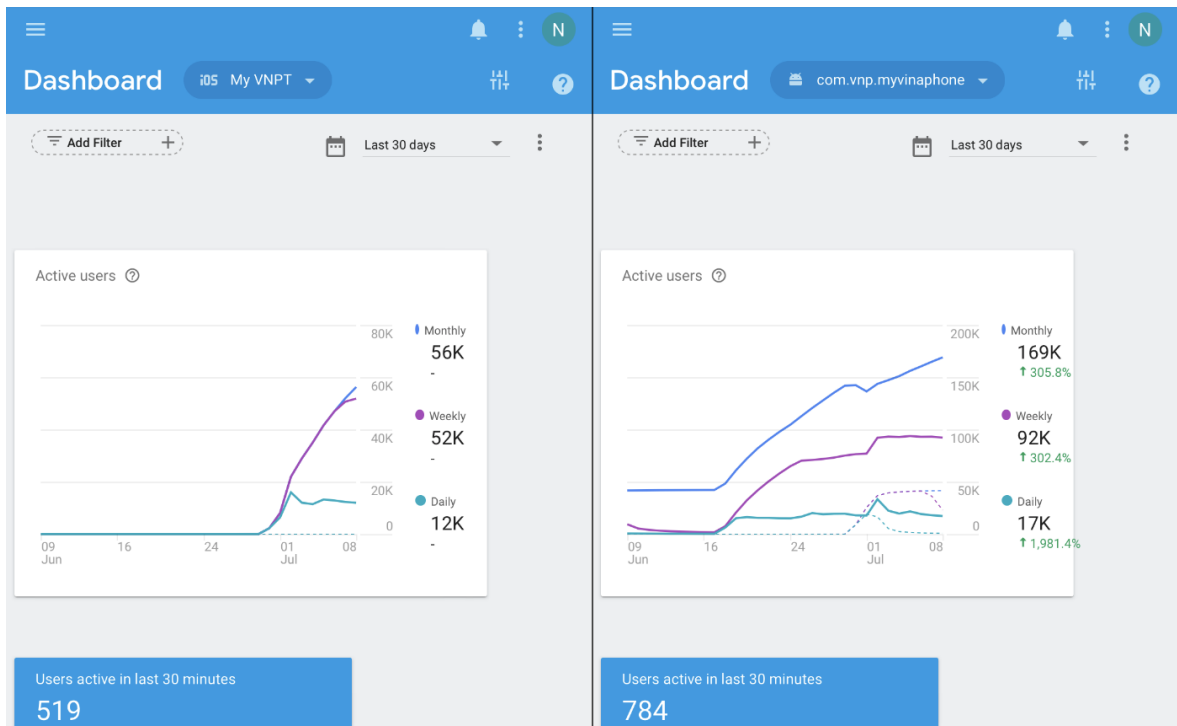 N
Dashboard iOS My VNPT
Add Filter + Last 30 days
Active users
80K
60K
40K
20K
0
09 Jun 16 24 01 Jul 08
Monthly
56K
-
Weekly
52K
-
Daily
12K
-
Users active in last 30 minutes
519
N
Dashboard com.vnp.myvinaphone
Add Filter + Last 30 days
Active users
200K
150K
100K
50K
0
09 Jun 16 24 01 Jul 08
Monthly
169K
↑ 305.8%
Weekly
92K
↑ 302.4%
Daily
17K
↑ 1,981.4%
Users active in last 30 minutes
784